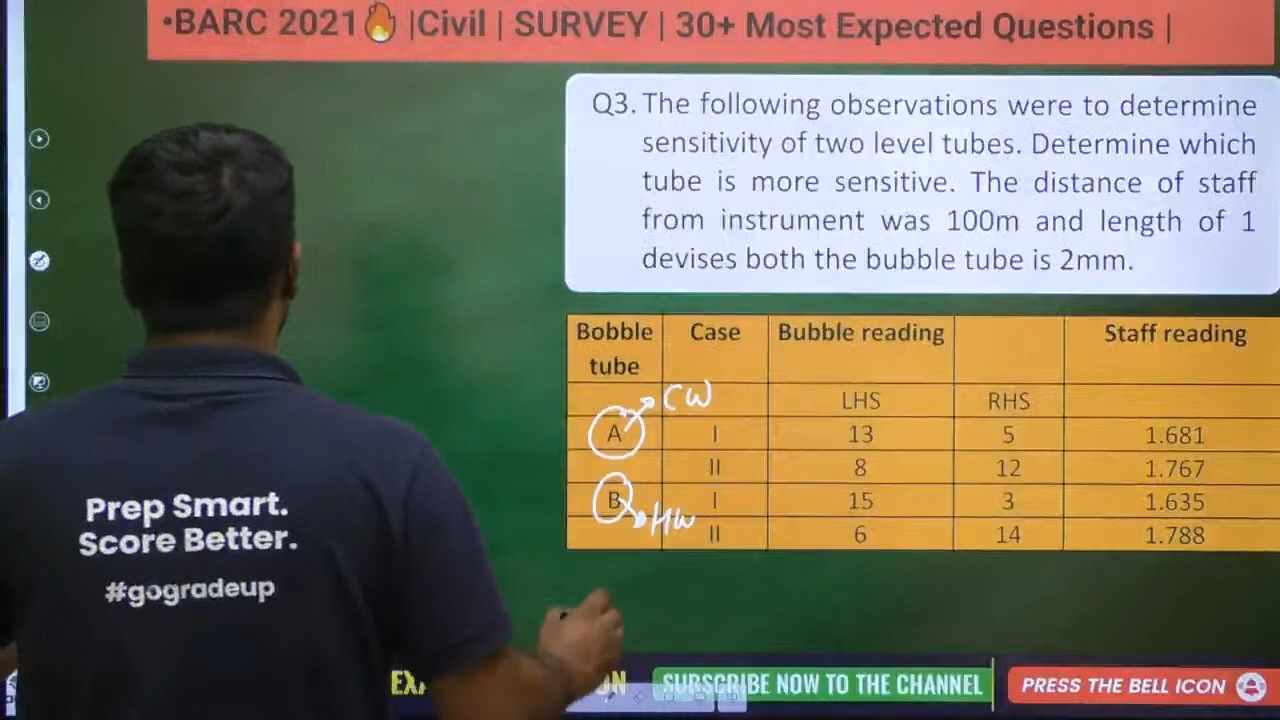 •BARC 2021🔥 |Civil | SURVEY | 30+ Most Expected Questions |
Q3. The following observations were to determine
sensitivity of two level tubes. Determine which
tube is more sensitive. The distance of staff
from instrument was 100m and length of 1
devises both the bubble tube is 2mm.
Bobble tube Case Bubble reading Staff reading
LHS RHS
A I 13 5 1.681
II 8 12 1.767
B I 15 3 1.635
II 6 14 1.788
CW
HW
Prep Smart.
Score Better.
#gogradeup
SUBSCRIBE NOW TO THE CHANNEL
PRESS THE BELL ICON